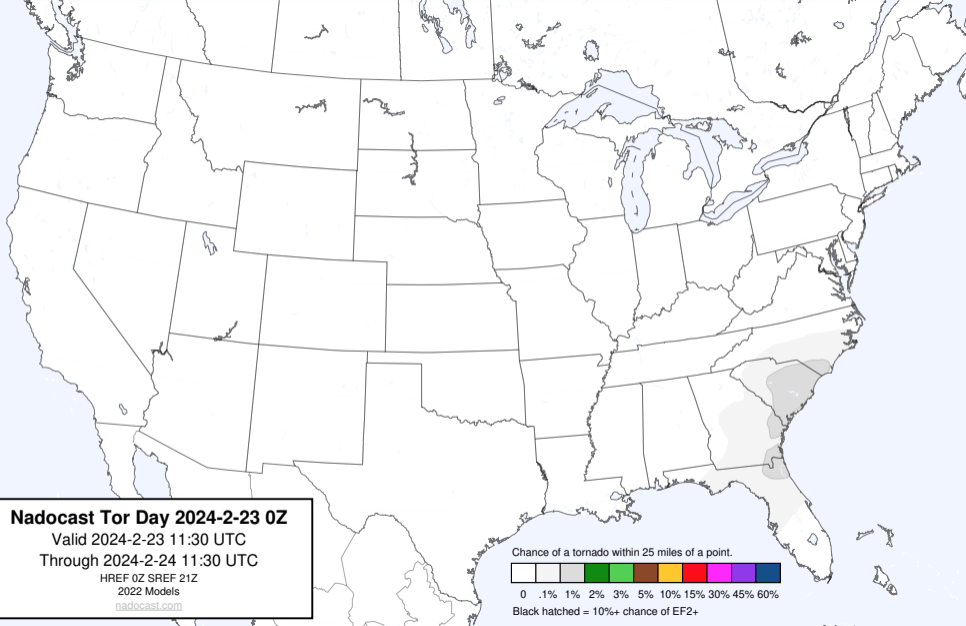 Nadocast Tor Day 2024-2-23 0Z
Valid 2024-2-23 11:30 UTC
Through 2024-2-24 11:30 UTC
HREF 0Z SREF 21Z
2022 Models
nadocast.com
Chance of a tornado within 25 miles of a point.
0 .1% 1% 2% 3% 5% 10% 15% 30% 45% 60%
Black hatched = 10%+ chance of EF2+